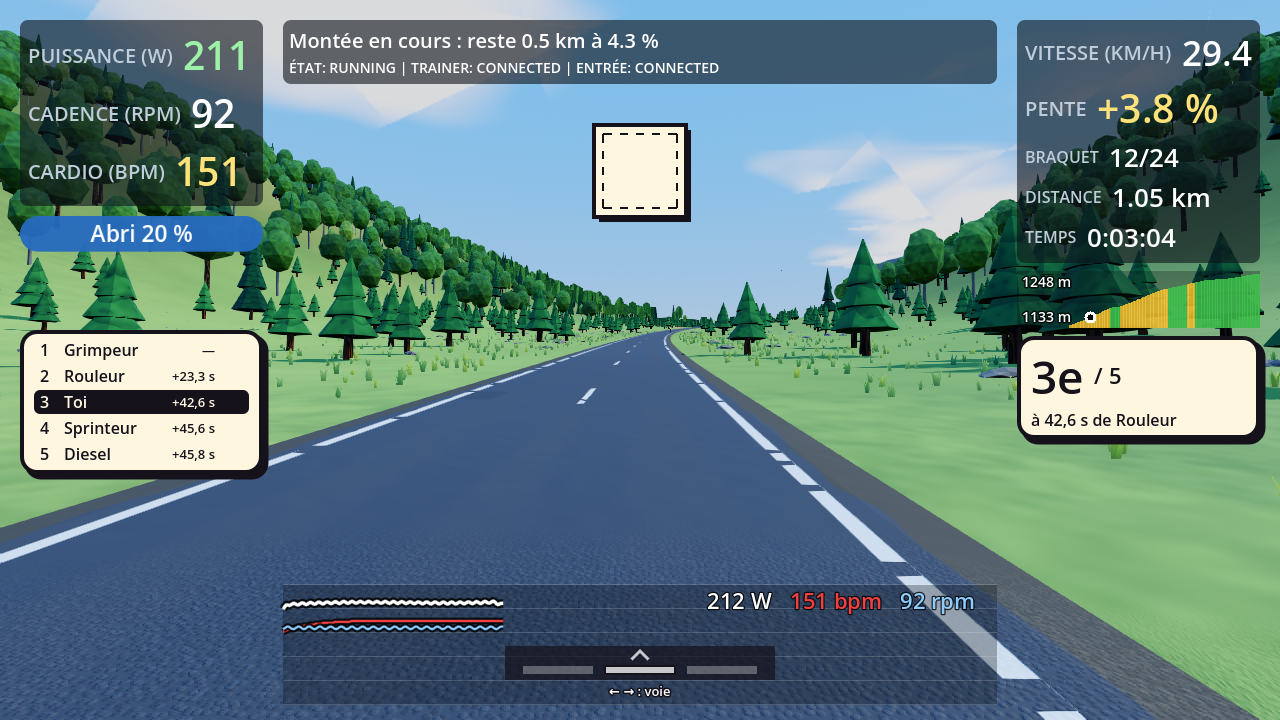 PUISSANCE (W) 211
CADENCE (RPM) 92
CARDIO (BPM) 151
Abri 20 %
Montée en cours : reste 0.5 km à 4.3 %
ÉTAT: RUNNING | TRAINER: CONNECTED | ENTRÉE: CONNECTED
VITESSE (KM/H) 29.4
PENTE +3.8 %
BRAQUET 12/24
DISTANCE 1.05 km
TEMPS 0:03:04
1248 m
1133 m
1 Grimpeur —
2 Rouleur +23,3 s
3 Toi +42,6 s
4 Sprinteur +45,6 s
5 Diesel +45,8 s
3e / 5
à 42,6 s de Rouleur
212 W 151 bpm 92 rpm
← → : voie